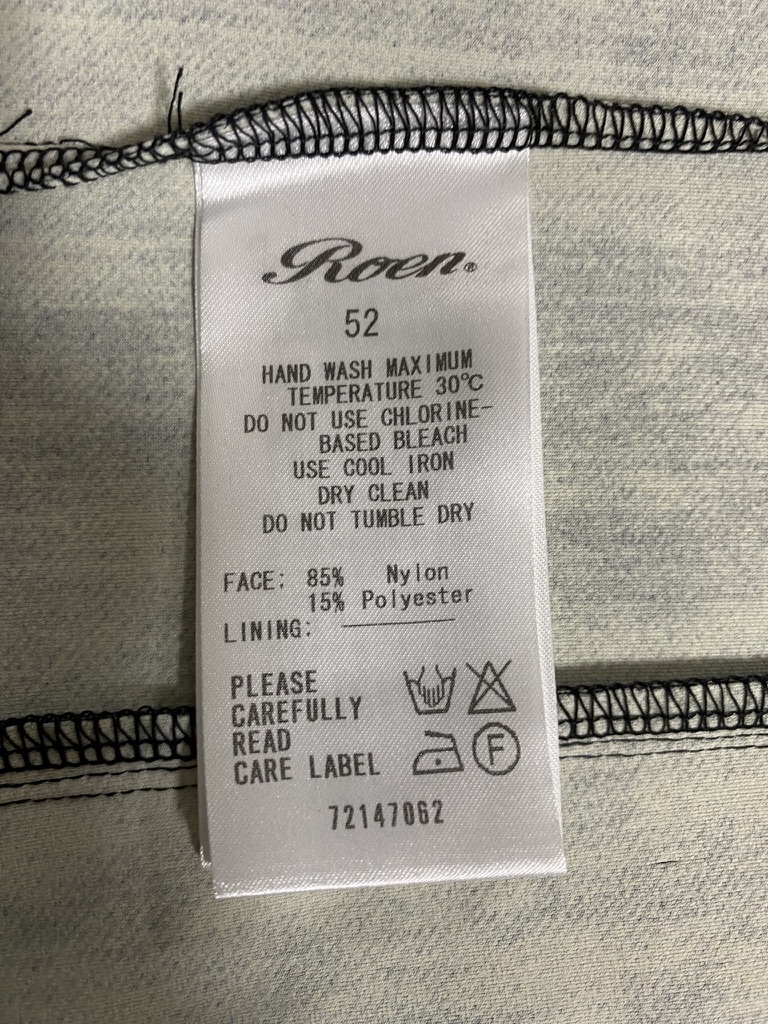 Roen®
52
HAND WASH MAXIMUM
TEMPERATURE 30℃
DO NOT USE CHLORINE-
BASED BLEACH
USE COOL IRON
DRY CLEAN
DO NOT TUMBLE DRY
FACE: 85% Nylon
15% Polyester
LINING:
PLEASE
CAREFULLY
READ
CARE LABEL
F
72147062